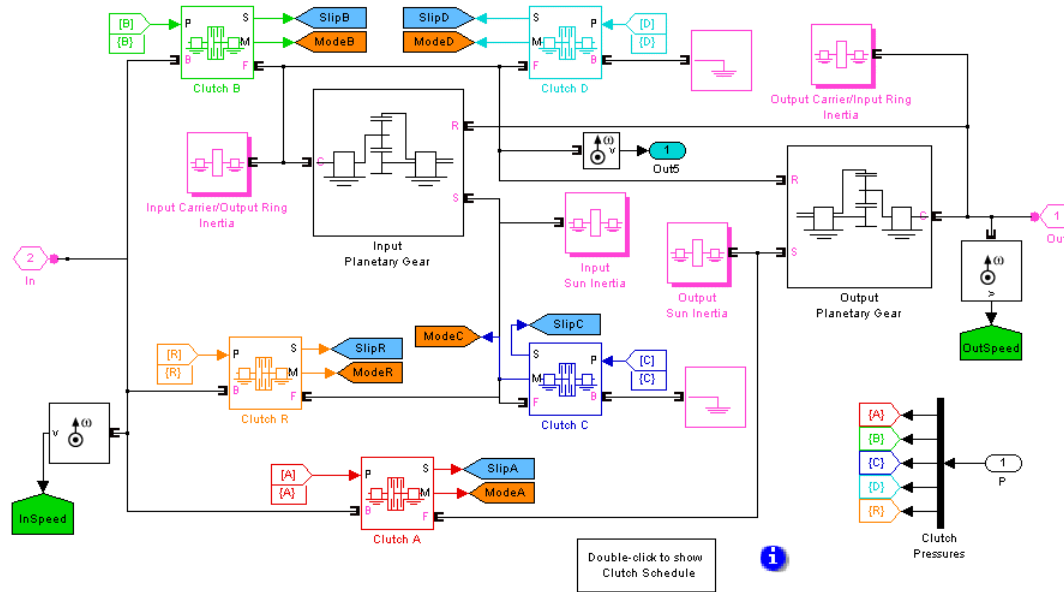 [B]
{B}
P
S
M
B
F
Clutch B
SlipB
ModeB
SlipD
ModeD
S
P
M
F
B
Clutch D
[D]
{D}
Output Carrier/Input Ring
Inertia
Input Carrier/Output Ring
Inertia
C
R
S
Input
Planetary Gear
ω
v
1
Out5
R
S
C
Output
Planetary Gear
1
Out
2
In
Input
Sun Inertia
Output
Sun Inertia
ω
v
OutSpeed
[R]
{R}
P
S
M
B
F
Clutch R
SlipR
ModeR
ModeC
SlipC
S
P
M
F
B
Clutch C
[C]
{C}
v
ω
InSpeed
[A]
{A}
P
S
M
B
F
Clutch A
SlipA
ModeA
{A}
{B}
{C}
{D}
{R}
1
P
Clutch
Pressures
Double-click to show
Clutch Schedule
i